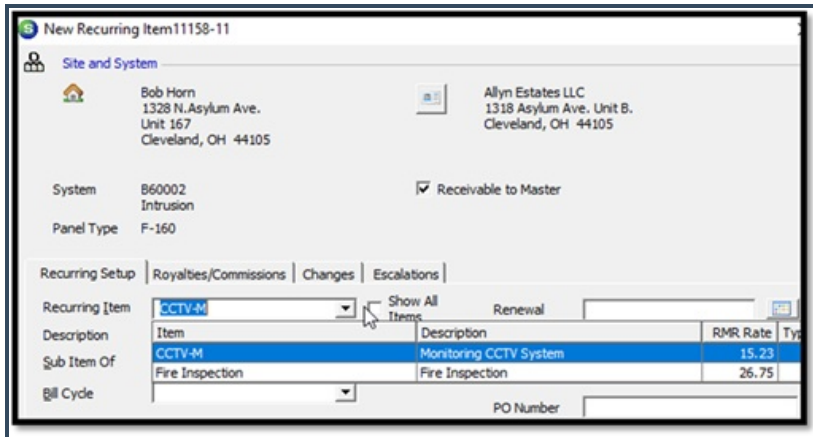 New Recurring Item11158-11
Site and System
Bob Horn
1328 N.Asylum Ave.
Unit 167
Cleveland, OH 44105
Allyn Estates LLC
1318 Asylum Ave. Unit B.
Cleveland, OH 44105
System B60002 Receivable to Master
Intrusion
Panel Type F-160
Recurring Setup Royalties/Commissions Changes Escalations
Recurring Item CCTV-M Show All Items Renewal
Description Item Description RMR Rate Typ
Sub Item Of CCTV-M Monitoring CCTV System 15.23
Fire Inspection Fire Inspection 26.75
Bill Cycle
PO Number